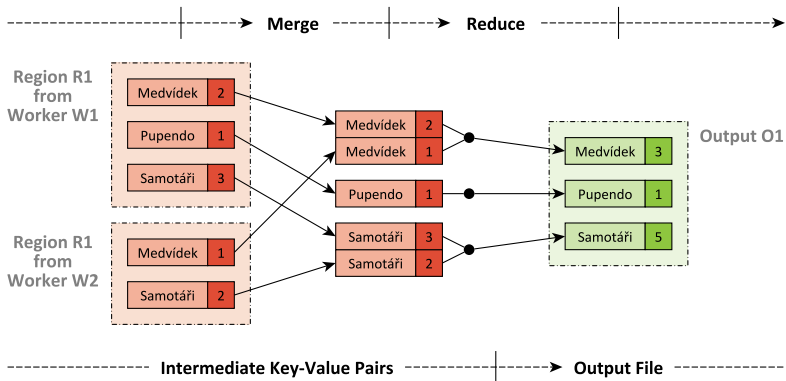 Merge
Reduce
Region R1
from
Worker W1
Medvídek 2
Pupendo 1
Samotáři 3
Region R1
from
Worker W2
Medvídek 1
Samotáři 2
Medvídek 2
Medvídek 1
Pupendo 1
Samotáři 3
Samotáři 2
Medvídek 3
Pupendo 1
Samotáři 5
Output O1
Intermediate Key-Value Pairs
Output File